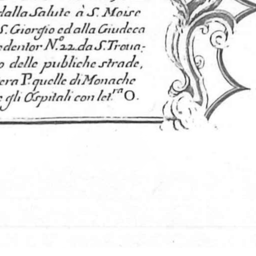 dalla Salute à S. Moise
S. Giorgio ed alla Giudeca
edentor Nº. 22. da S. Troua;
o delle publiche strade,
era P. quelle di Monache
e gli Ospitali con let.ra O.